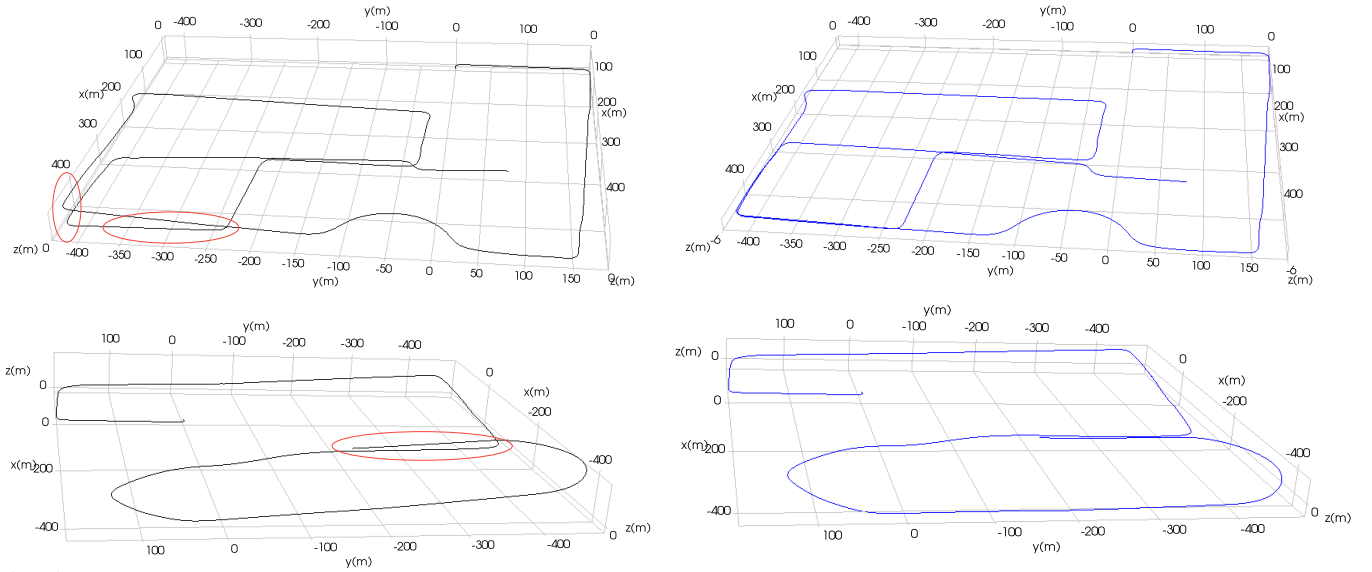 y(m)
0 -400 -300 -200 -100 0 100 0
100 100
200 200
x(m) x(m)
300 300
400 400
z(m) 0 -400 -350 -300 -250 -200 -150 -100 -50 0 50 100 150 0 z(m)
y(m)
y(m)
0 -400 -300 -200 -100 0 100 0
100 100
200 200
x(m) x(m)
300 300
400 400
z(m) -6 -400 -350 -300 -250 -200 -150 -100 -50 0 50 100 150 -6
y(m) z(m)
y(m)
100 0 -100 -200 -300 -400
z(m) 0 0
x(m)
0 -200
x(m) -200 -400
-400 0 z(m)
100 0 -100 -200 -300 -400
y(m)
y(m)
100 0 -100 -200 -300 -400
z(m) 0 0
x(m)
0 -200
x(m) -200 -400
-400 0 z(m)
100 0 -100 -200 -300 -400
y(m)